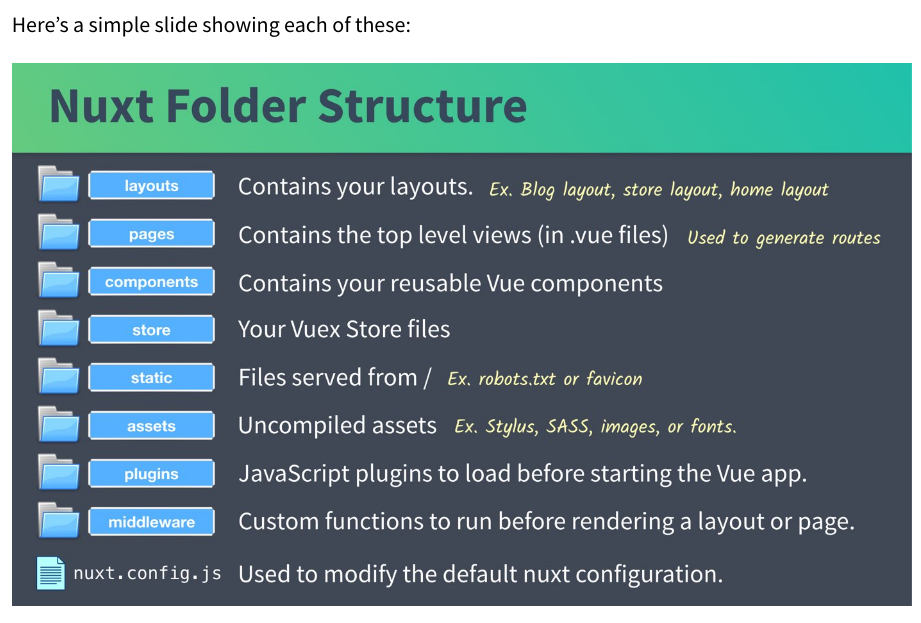 Here’s a simple slide showing each of these:
Nuxt Folder Structure
layouts Contains your layouts. Ex. Blog layout, store layout, home layout
pages Contains the top level views (in .vue files) Used to generate routes
components Contains your reusable Vue components
store Your Vuex Store files
static Files served from / Ex. robots.txt or favicon
assets Uncompiled assets Ex. Stylus, SASS, images, or fonts.
plugins JavaScript plugins to load before starting the Vue app.
middleware Custom functions to run before rendering a layout or page.
nuxt.config.js Used to modify the default nuxt configuration.